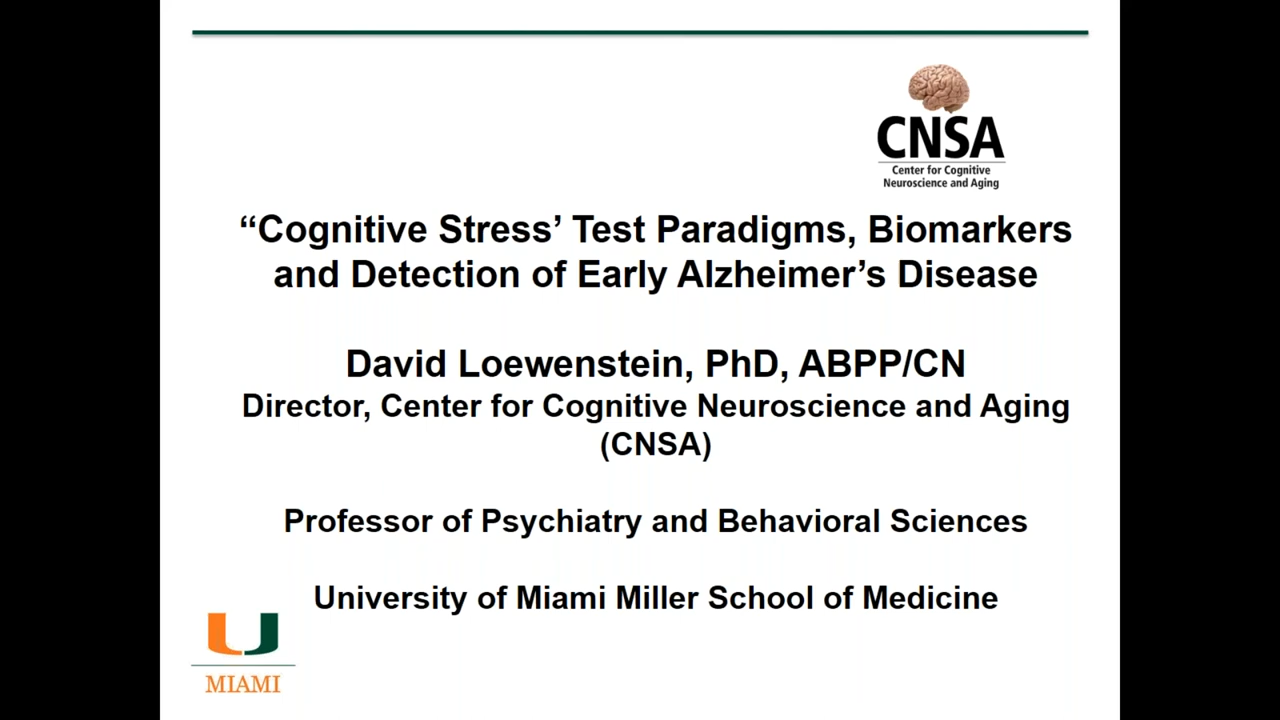 CNSA
Center for Cognitive
Neuroscience and Aging
“Cognitive Stress’ Test Paradigms, Biomarkers
and Detection of Early Alzheimer’s Disease
David Loewenstein, PhD, ABPP/CN
Director, Center for Cognitive Neuroscience and Aging
(CNSA)
Professor of Psychiatry and Behavioral Sciences
University of Miami Miller School of Medicine
U
MIAMI